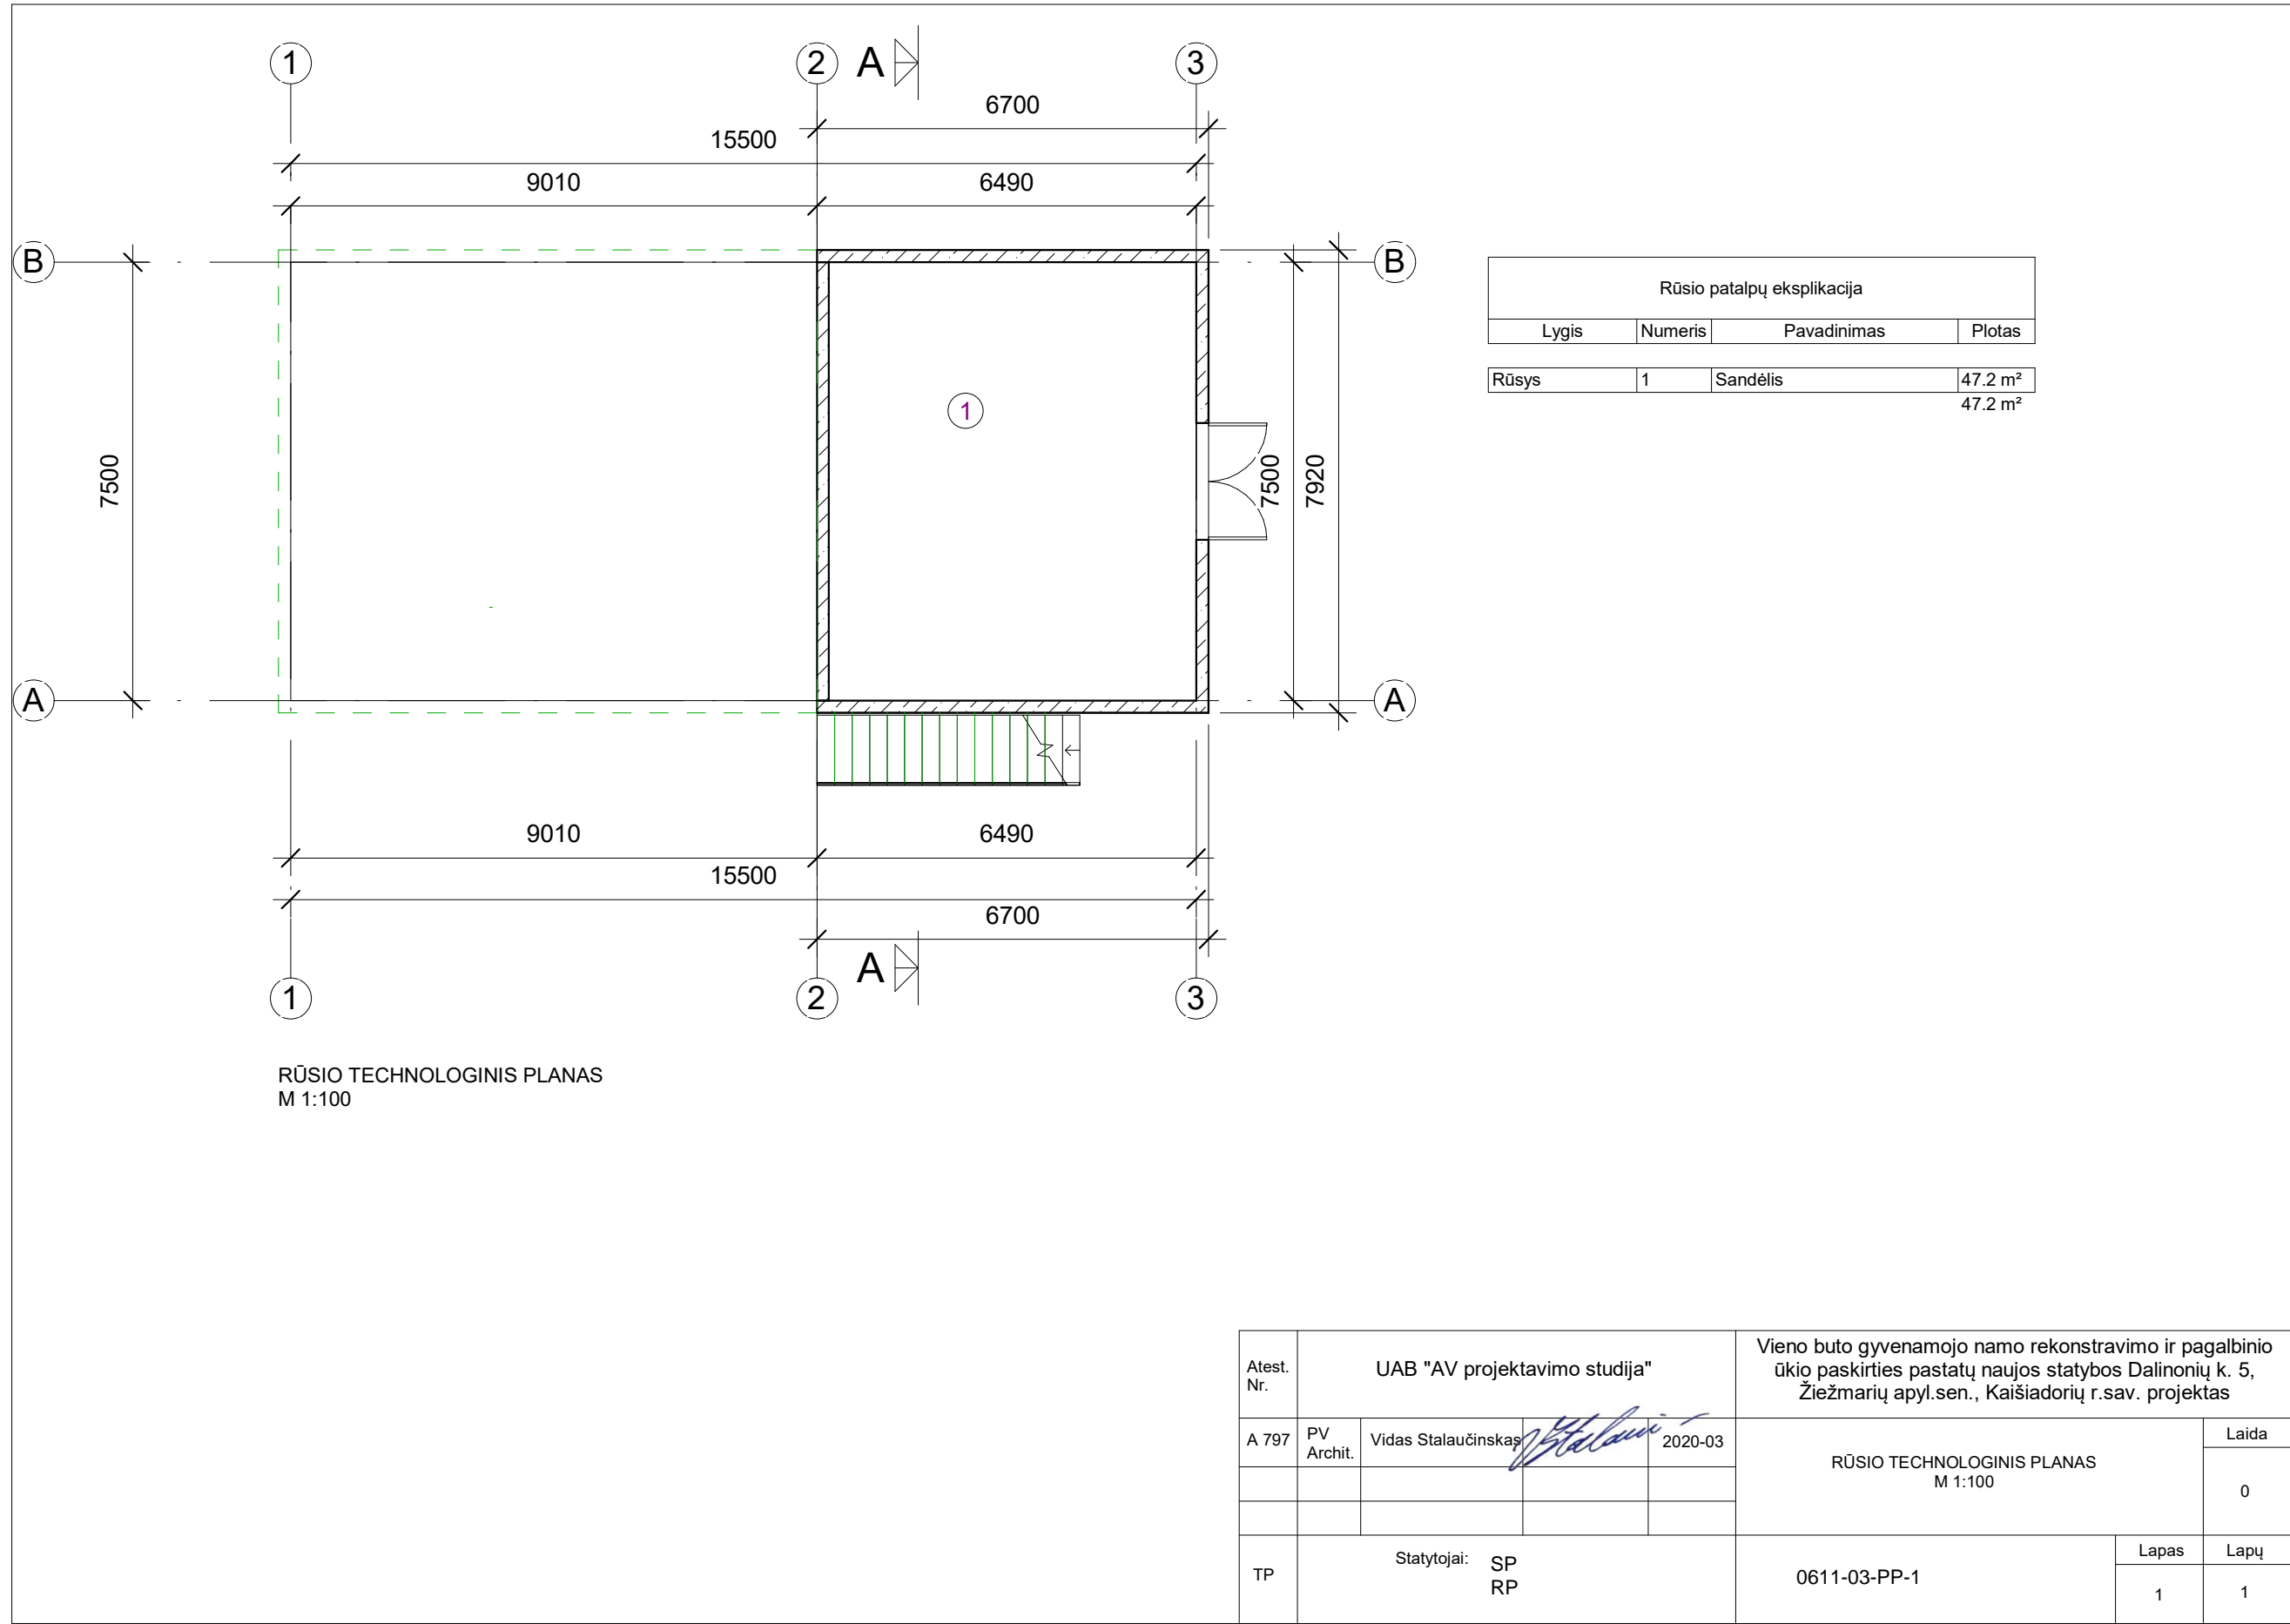 1
2
A
3
6700
15500
9010
6490
B
B
7500
1
7500
7920
A
A
9010
6490
15500
6700
A
1
2
3
RŪSIO TECHNOLOGINIS PLANAS
M 1:100
Rūsio patalpų eksplikacija
Lygis Numeris Pavadinimas Plotas
Rūsys 1 Sandėlis 47.2 m²
47.2 m²
Atest.
Nr.
UAB "AV projektavimo studija"
Vieno buto gyvenamojo namo rekonstravimo ir pagalbinio
ūkio paskirties pastatų naujos statybos Dalinonių k. 5,
Žiežmarių apyl.sen., Kaišiadorių r.sav. projektas
A 797
PV
Archit.
Vidas Stalaučinskas
2020-03
RŪSIO TECHNOLOGINIS PLANAS
M 1:100
Laida
0
TP
Statytojai: SP
RP
0611-03-PP-1
Lapas
1
Lapų
1